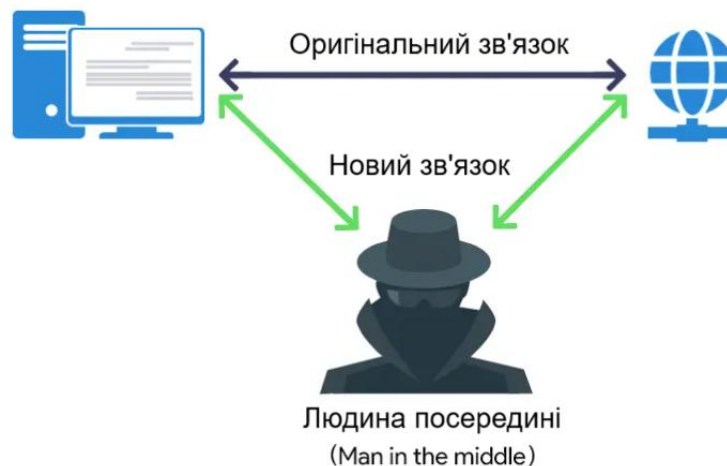 Оригінальний зв'язок
Новий зв'язок
Людина посередині
(Man in the middle)